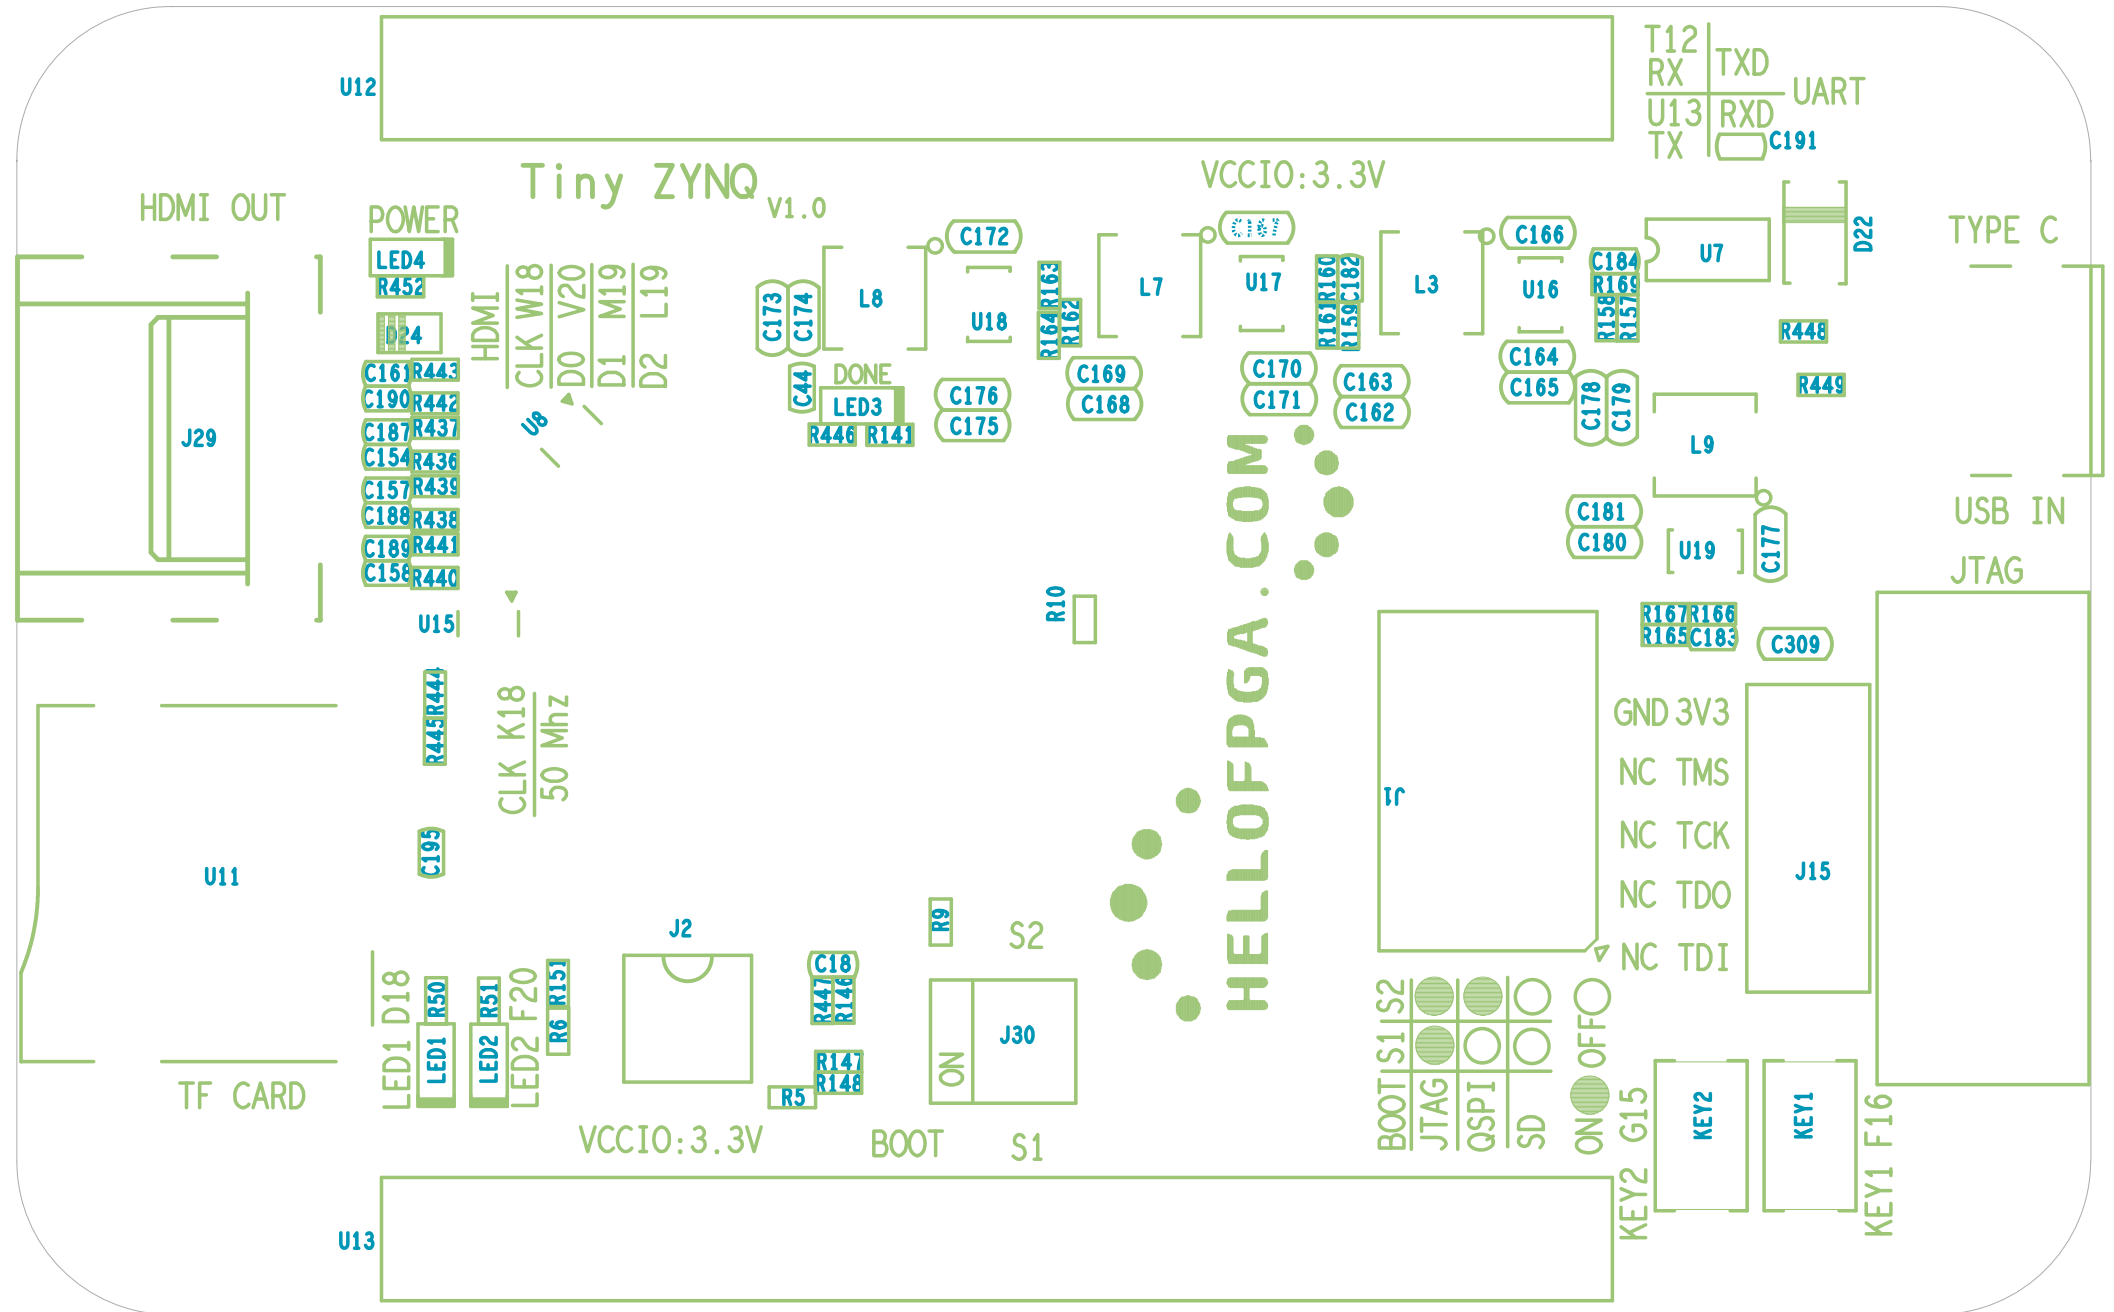 U12
T12
RX
TXD
UART
U13
TX
RXD
C191
Tiny ZYNQ
V1.0
VCCIO:3.3V
HDMI OUT
POWER
LED4
R452
D24
HDMI
CLK W18
D0 V20
D1 M19
D2 L19
C173
C174
L8
C172
U18
R163
R164
R162
L7
C167
U17
R160
C182
R161
R159
L3
C166
U16
C184
R169
R158
R157
U7
D22
TYPE C
C161
R443
C190
R442
C187
R437
C154
R436
C157
R439
C188
R438
C189
R441
C158
R440
J29
U8
C44
DONE
LED3
R446
R141
C176
C175
C169
C168
C170
C171
C163
C162
C164
C165
C178
C179
R448
R449
L9
C181
C180
U19
C177
USB IN
JTAG
U15
R10
HELLOFPGA.COM
R167
R166
R165
C183
C309
R444
R445
CLK K18
50 Mhz
GND 3V3
NC TMS
NC TCK
NC TDO
NC TDI
J1
J15
C195
U11
J2
R9
S2
C18
R447
R146
R147
R148
R5
J30
ON
LED1 D18
R50
LED1
R51
LED2
LED2 F20
R151
R6
TF CARD
VCCIO:3.3V
BOOT
S1
BOOT S1 S2
JTAG
QSPI
SD
ON OFF
KEY2 G15
KEY2
KEY1
KEY1 F16
U13